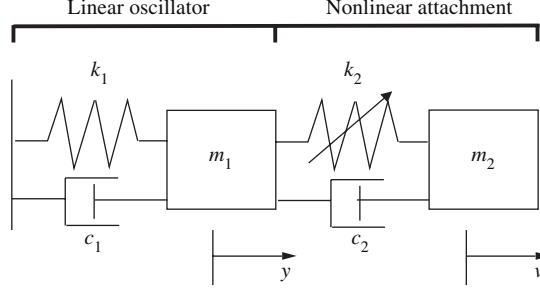 Linear oscillator Nonlinear attachment
k1 k2
m1 m2
c1 c2
y